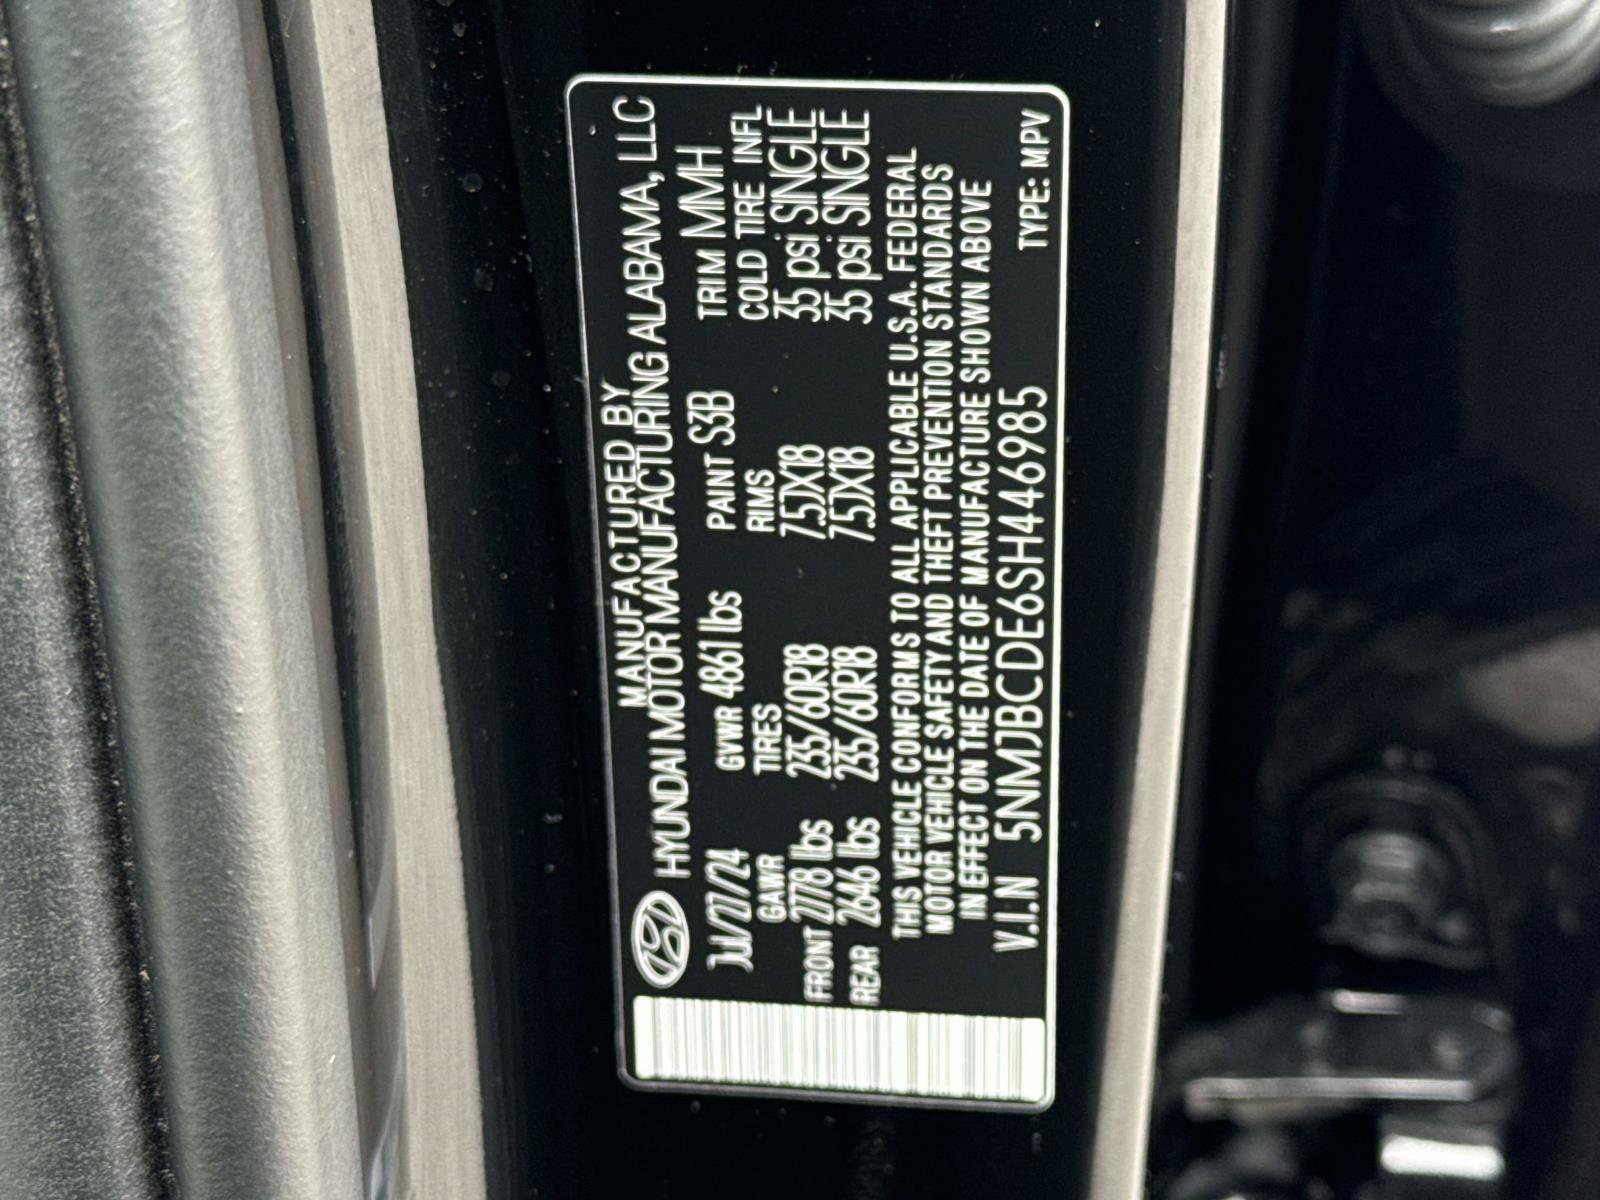 MANUFACTURED BY
HYUNDAI MOTOR MANUFACTURING ALABAMA, LLC
Jul/27/24 GVWR 4861 lbs PAINT S3B TRIM MMH
GAWR TIRES RIMS COLD TIRE INFL
FRONT 2778 lbs 235/60R18 7.5JX18 35 psi SINGLE
REAR 2646 lbs 235/60R18 7.5JX18 35 psi SINGLE
THIS VEHICLE CONFORMS TO ALL APPLICABLE U.S.A. FEDERAL
MOTOR VEHICLE SAFETY AND THEFT PREVENTION STANDARDS
IN EFFECT ON THE DATE OF MANUFACTURE SHOWN ABOVE
V.I.N 5NMJBCDE6SH446985 TYPE: MPV